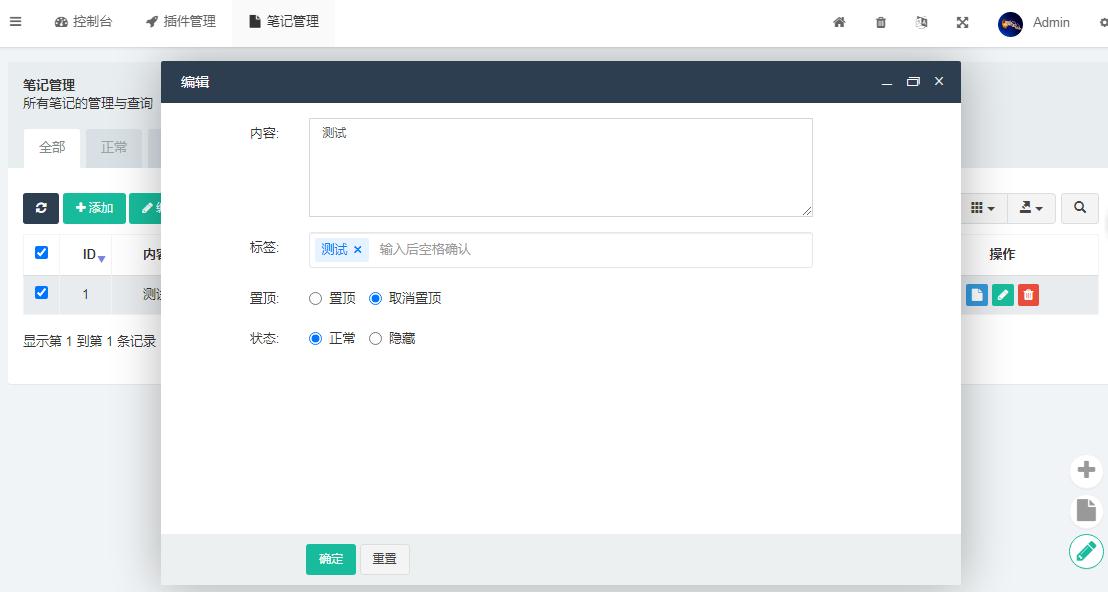 控制台 插件管理 笔记管理 Admin
编辑
笔记管理
所有笔记的管理与查询
全部 正常
内容: 测试
添加
ID
操作
标签: 测试 × 输入后空格确认
1
置顶: 置顶 取消置顶
状态: 正常 隐藏
显示第 1 到第 1 条记录
确定 重置